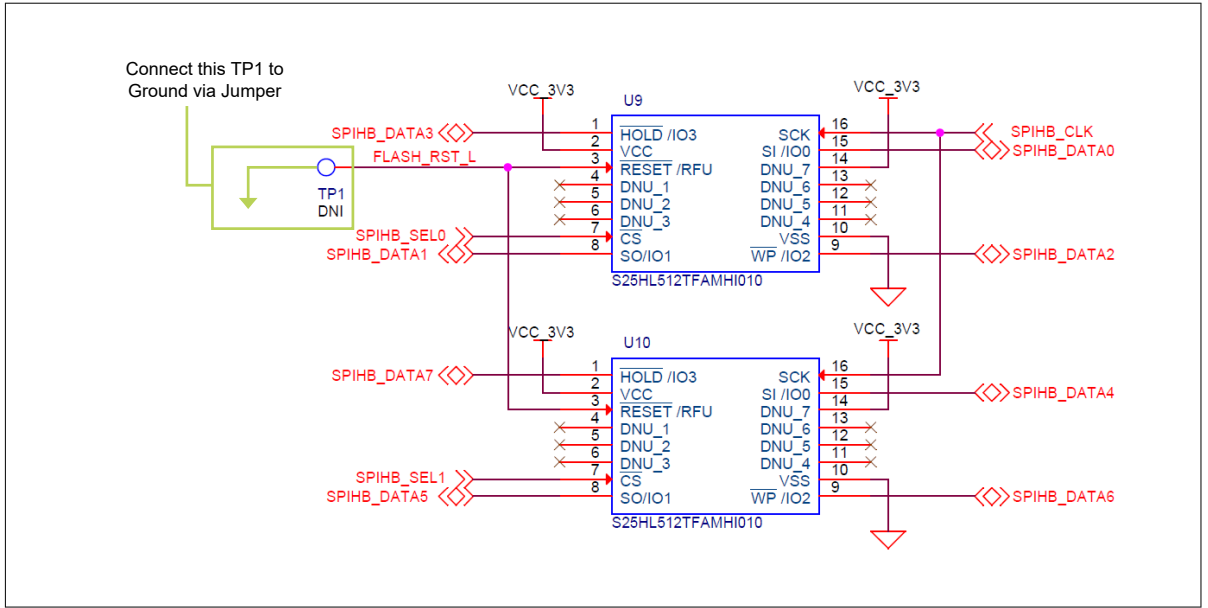 Connect this TP1 to
Ground via Jumper
TP1
DNI
FLASH_RST_L
VCC_3V3
VCC_3V3
U9
SPIHB_DATA3
1
HOLD /IO3
SCK
16
SPIHB_CLK
2
VCC
SI /IO0
15
SPIHB_DATA0
3
RESET /RFU
DNU_7
14
4
DNU_1
DNU_6
13
5
DNU_2
DNU_5
12
6
DNU_3
DNU_4
11
SPIHB_SEL0
7
CS
VSS
10
SPIHB_DATA1
8
SO/IO1
WP /IO2
9
SPIHB_DATA2
S25HL512TFAMHI010
VCC_3V3
VCC_3V3
U10
SPIHB_DATA7
1
HOLD /IO3
SCK
16
2
VCC
SI /IO0
15
SPIHB_DATA4
3
RESET /RFU
DNU_7
14
4
DNU_1
DNU_6
13
5
DNU_2
DNU_5
12
6
DNU_3
DNU_4
11
SPIHB_SEL1
7
CS
VSS
10
SPIHB_DATA5
8
SO/IO1
WP /IO2
9
SPIHB_DATA6
S25HL512TFAMHI010